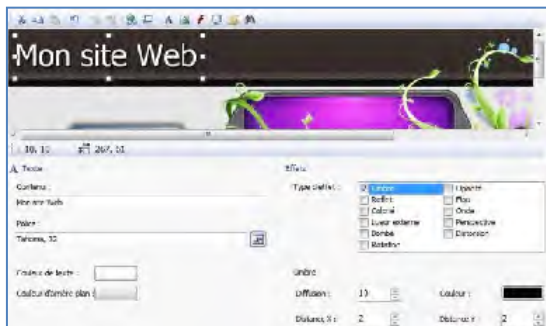 Mon site Web
10, 10 267, 51
A Texte
Contenu :
Mon site Web
Police :
Tahoma, 32
Couleur de texte :
Couleur d'arrière plan :
Effets
Type d'effet :
Ombre
Reflet
Coloré
Lueur externe
Bombé
Rotation
Opacité
Flou
Onde
Perspective
Distorsion
Ombre
Diffusion : 10 Couleur :
Distance X : 2 Distance Y : 2